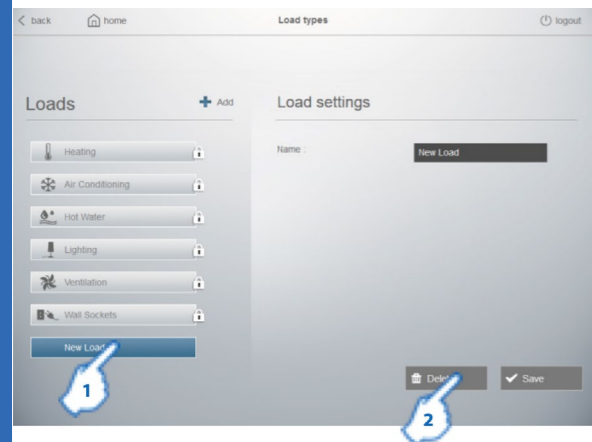 back
home
Load types
logout
Loads
Add
Load settings
Heating
Name :
New Load
Air Conditioning
Hot Water
Lighting
Ventilation
Wall Sockets
New Load
Delete
Save
1
2